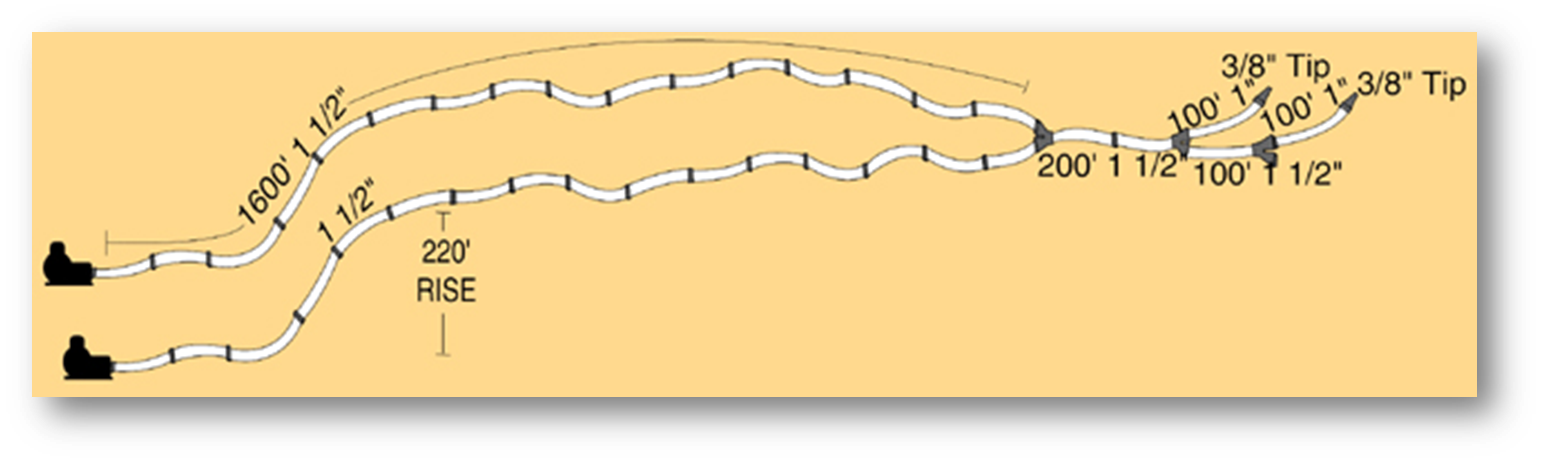 1600' 1 1/2"
1 1/2"
220'
RISE
200' 1 1/2"
100' 1"
3/8" Tip
100' 1 1/2"
100' 1"
3/8" Tip